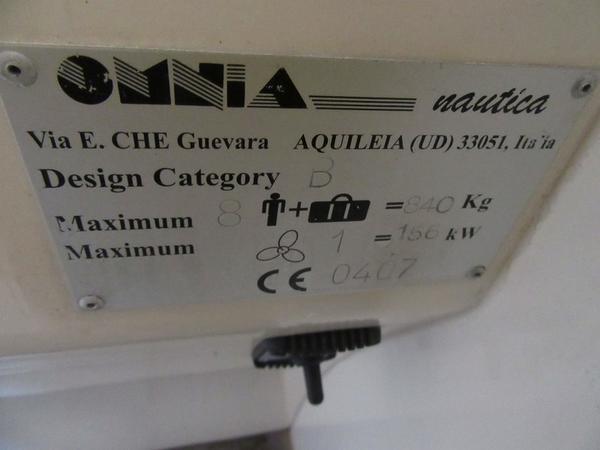 OMNIA nautica
Via E. CHE Guevara AQUILEIA (UD) 33051, Italia
Design Category B
Maximum 8 + = 840 Kg
Maximum 1 = 156 kW
CE 0407